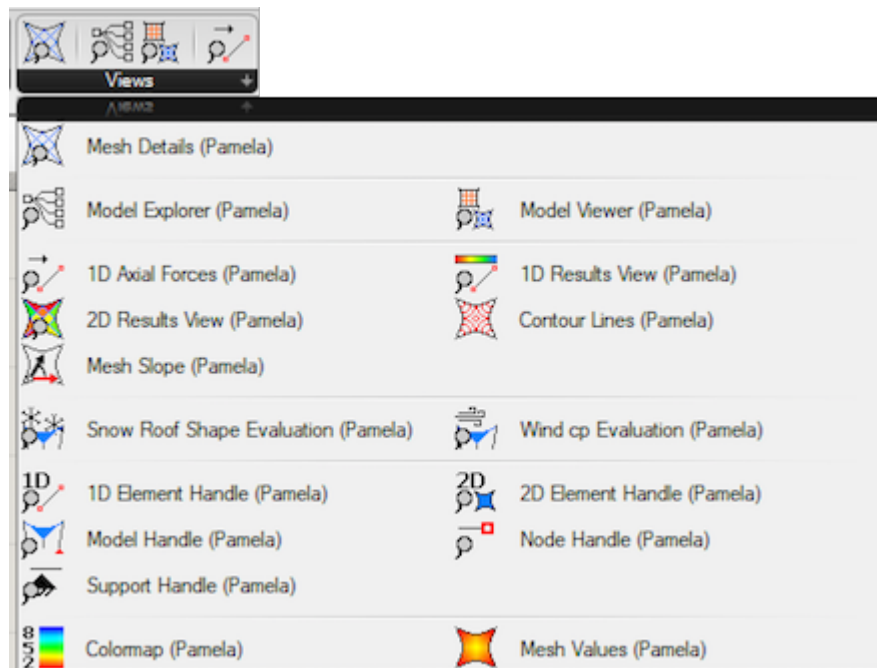 Views
Views
Mesh Details (Pamela)
Model Explorer (Pamela) Model Viewer (Pamela)
1D Axial Forces (Pamela) 1D Results View (Pamela)
2D Results View (Pamela) Contour Lines (Pamela)
Mesh Slope (Pamela)
Snow Roof Shape Evaluation (Pamela) Wind cp Evaluation (Pamela)
1D 1D Element Handle (Pamela) 2D 2D Element Handle (Pamela)
Model Handle (Pamela) Node Handle (Pamela)
Support Handle (Pamela)
8
5 Colormap (Pamela) Mesh Values (Pamela)
2